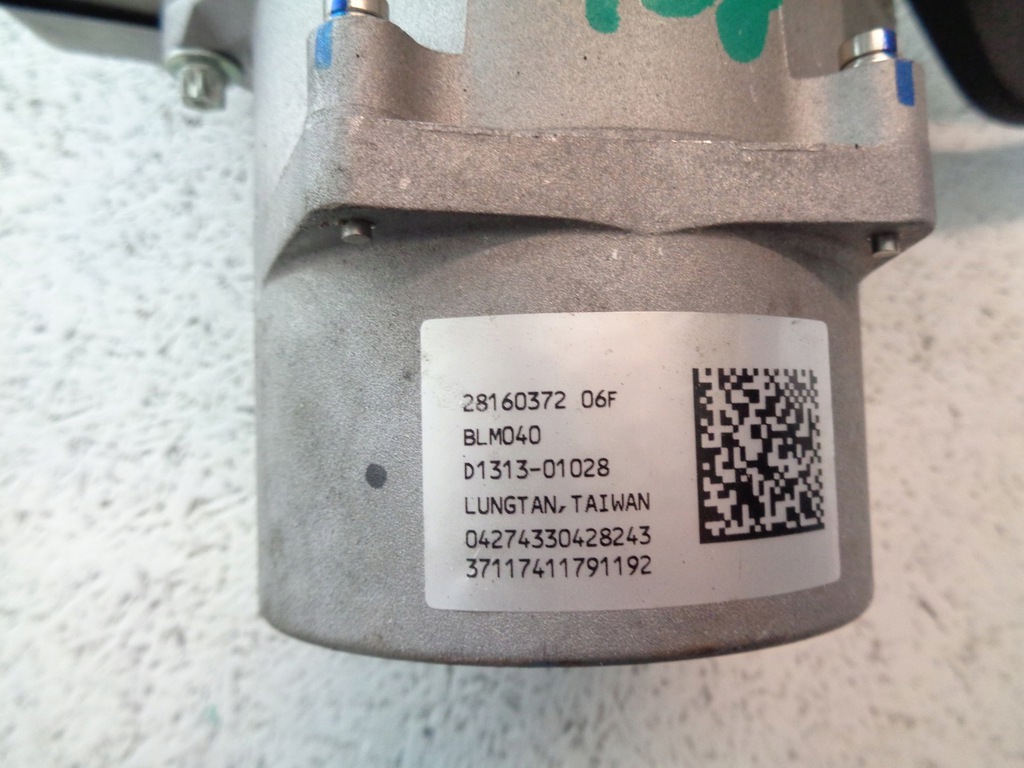 28160372 06F
BLM040
D1313-01028
LUNGTAN, TAIWAN
04274330428243
37117411791192